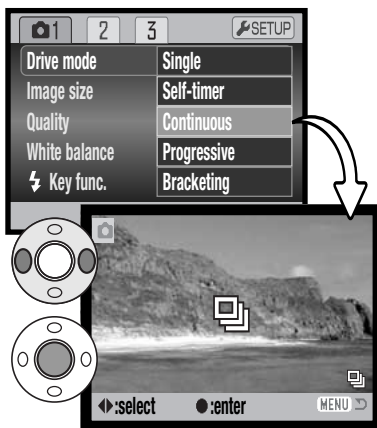 1 2 3 SETUP
Drive mode Single
Image size Self-timer
Quality Continuous
White balance Progressive
Key func. Bracketing
:select :enter MENU